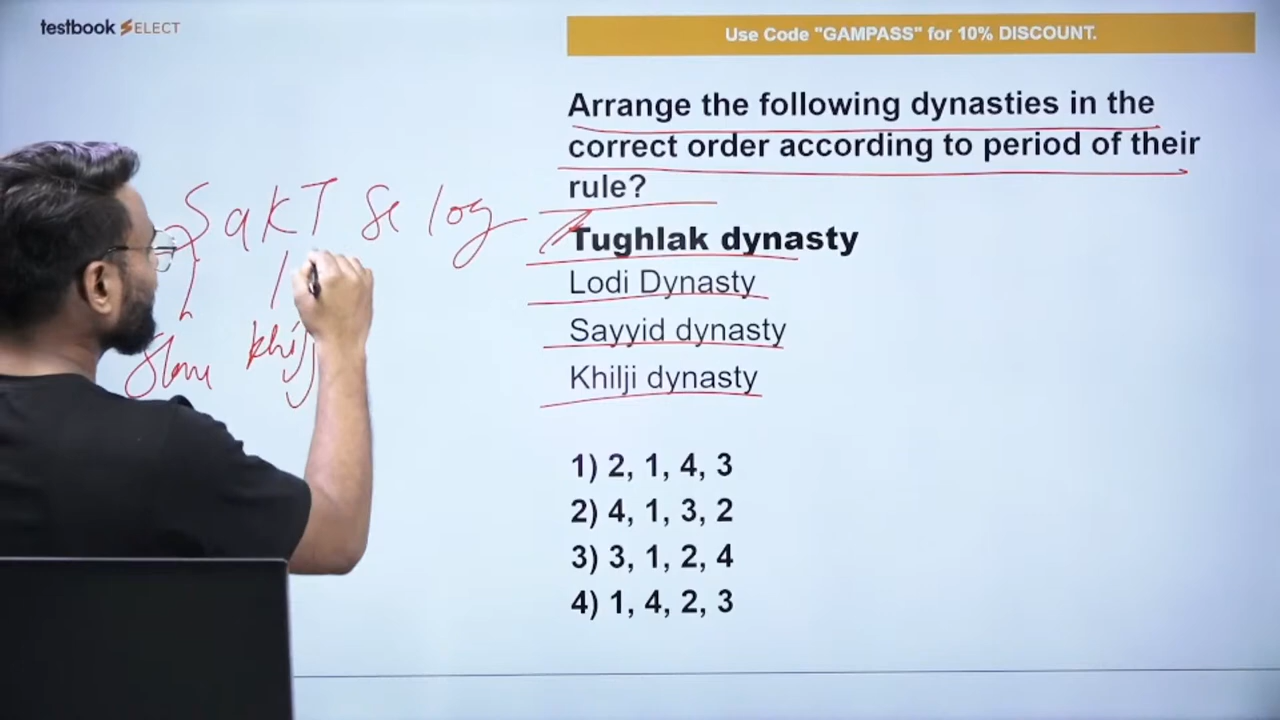 testbook SELECT
Use Code "GAMPASS" for 10% DISCOUNT.
Arrange the following dynasties in the
correct order according to period of their
rule?
SaKT Se log
Tughlak dynasty
Lodi Dynasty
Sayyid dynasty
Khilji dynasty
khilj
1) 2, 1, 4, 3
2) 4, 1, 3, 2
3) 3, 1, 2, 4
4) 1, 4, 2, 3